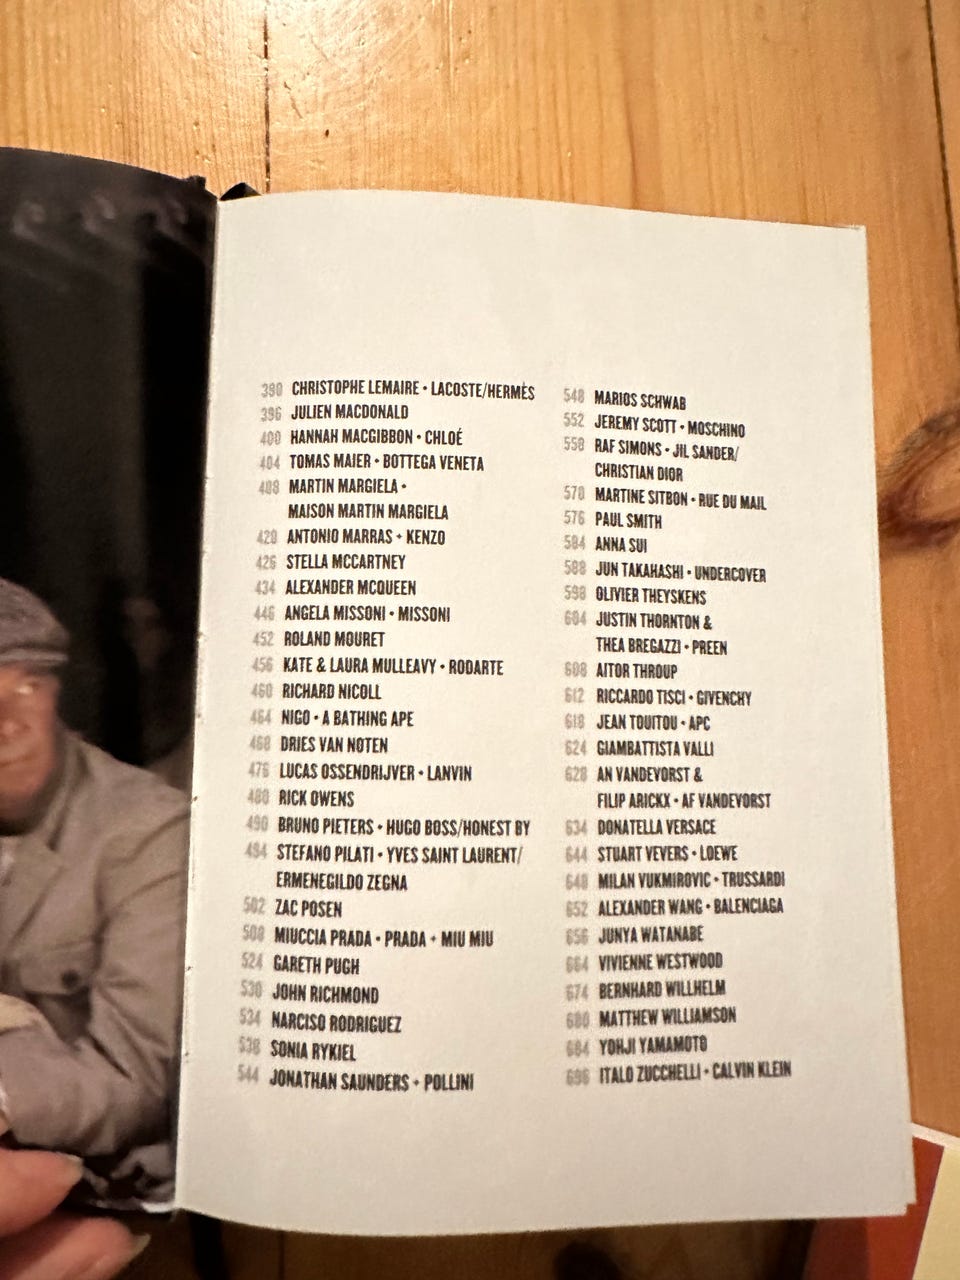 390 CHRISTOPHE LEMAIRE • LACOSTE/HERMÈS
396 JULIEN MACDONALD
400 HANNAH MACGIBBON • CHLOÉ
404 TOMAS MAIER • BOTTEGA VENETA
408 MARTIN MARGIELA •
MAISON MARTIN MARGIELA
420 ANTONIO MARRAS + KENZO
426 STELLA MCCARTNEY
434 ALEXANDER MCQUEEN
446 ANGELA MISSONI • MISSONI
452 ROLAND MOURET
456 KATE & LAURA MULLEAVY • RODARTE
460 RICHARD NICOLL
464 NIGO • A BATHING APE
468 DRIES VAN NOTEN
476 LUCAS OSSENDRIJVER • LANVIN
480 RICK OWENS
490 BRUNO PIETERS • HUGO BOSS/HONEST BY
494 STEFANO PILATI • YVES SAINT LAURENT/
ERMENEGILDO ZEGNA
502 ZAC POSEN
508 MIUCCIA PRADA • PRADA + MIU MIU
524 GARETH PUGH
530 JOHN RICHMOND
534 NARCISO RODRIGUEZ
538 SONIA RYKIEL
544 JONATHAN SAUNDERS + POLLINI
548 MARIOS SCHWAB
552 JEREMY SCOTT • MOSCHINO
558 RAF SIMONS • JIL SANDER/
CHRISTIAN DIOR
570 MARTINE SITBON • RUE DU MAIL
576 PAUL SMITH
584 ANNA SUI
588 JUN TAKAHASHI • UNDERCOVER
598 OLIVIER THEYSKENS
604 JUSTIN THORNTON &
THEA BREGAZZI • PREEN
608 AITOR THROUP
612 RICCARDO TISCI • GIVENCHY
618 JEAN TOUITOU • APC
624 GIAMBATTISTA VALLI
628 AN VANDEVORST &
FILIP ARICKX • AF VANDEVORST
634 DONATELLA VERSACE
644 STUART VEVERS • LOEWE
648 MILAN VUKMIROVIC • TRUSSARDI
652 ALEXANDER WANG • BALENCIAGA
656 JUNYA WATANABE
664 VIVIENNE WESTWOOD
674 BERNHARD WILLHELM
680 MATTHEW WILLIAMSON
684 YOHJI YAMAMOTO
696 ITALO ZUCCHELLI • CALVIN KLEIN